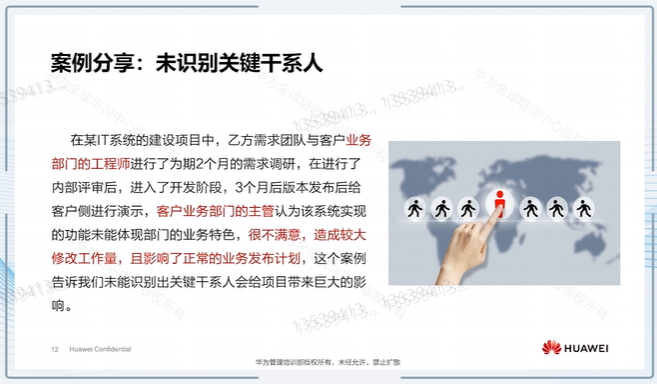 案例分享：未识别关键干系人
在某IT系统的建设项目中，乙方需求团队与客户业务
部门的工程师进行了为期2个月的需求调研，在进行了
内部评审后，进入了开发阶段，3个月后版本发布后给
客户侧进行演示，客户业务部门的主管认为该系统实现
的功能未能体现部门的业务特色，很不满意，造成较大
修改工作量，且影响了正常的业务发布计划，这个案例
告诉我们未能识别出关键干系人会给项目带来巨大的影
响。
12 Huawei Confidential
HUAWEI
华为管理培训部版权所有，未经允许，禁止扩散